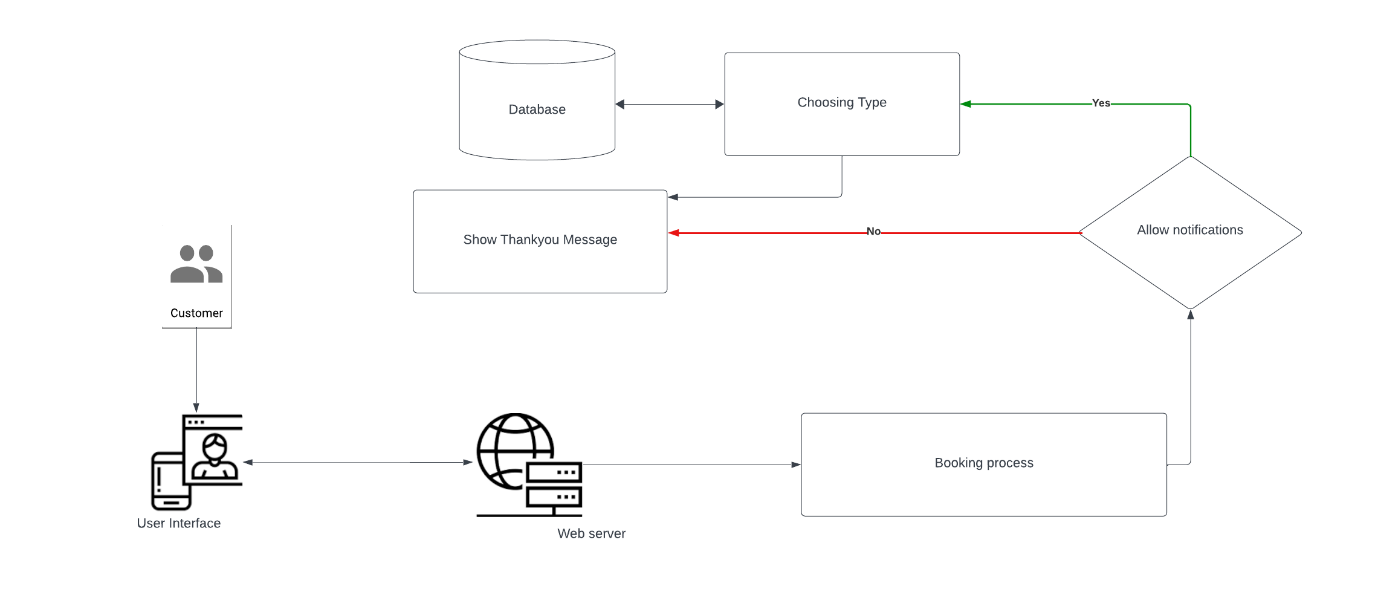 Database
Choosing Type
Yes
Show Thankyou Message
No
Allow notifications
Customer
Booking process
User Interface
Web server